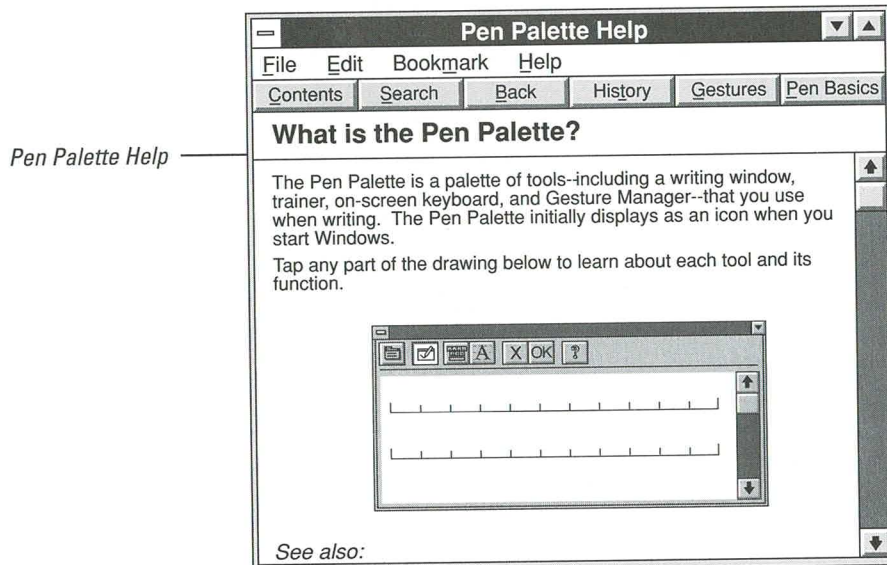 Pen Palette Help
File Edit Bookmark Help
Contents Search Back History Gestures Pen Basics
What is the Pen Palette?
Pen Palette Help
The Pen Palette is a palette of tools--including a writing window,
trainer, on-screen keyboard, and Gesture Manager--that you use
when writing. The Pen Palette initially displays as an icon when you
start Windows.
Tap any part of the drawing below to learn about each tool and its
function.
A X OK ?
See also: